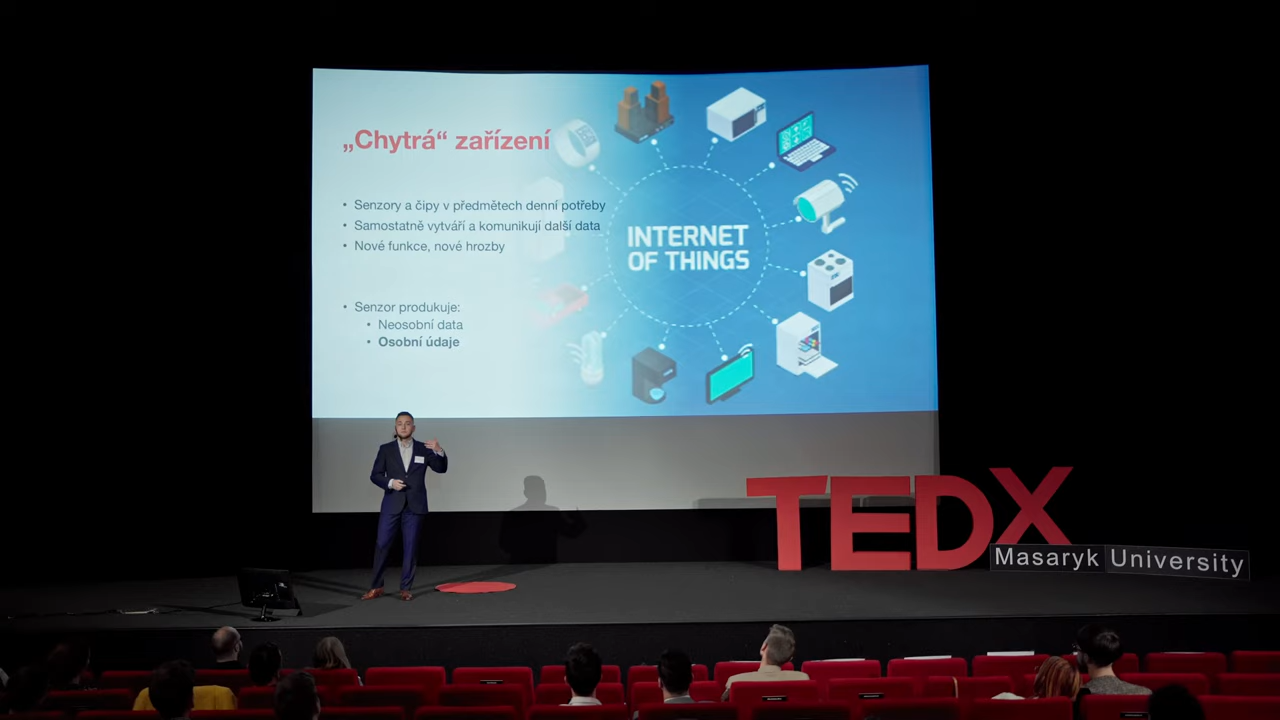 „Chytrá“ zařízení
• Senzory a čipy v předmětech denní potřeby
• Samostatně vytváří a komunikují další data
• Nové funkce, nové hrozby
• Senzor produkuje:
• Neosobní data
• Osobní údaje
INTERNET
OF THINGS
TEDX
Masaryk University